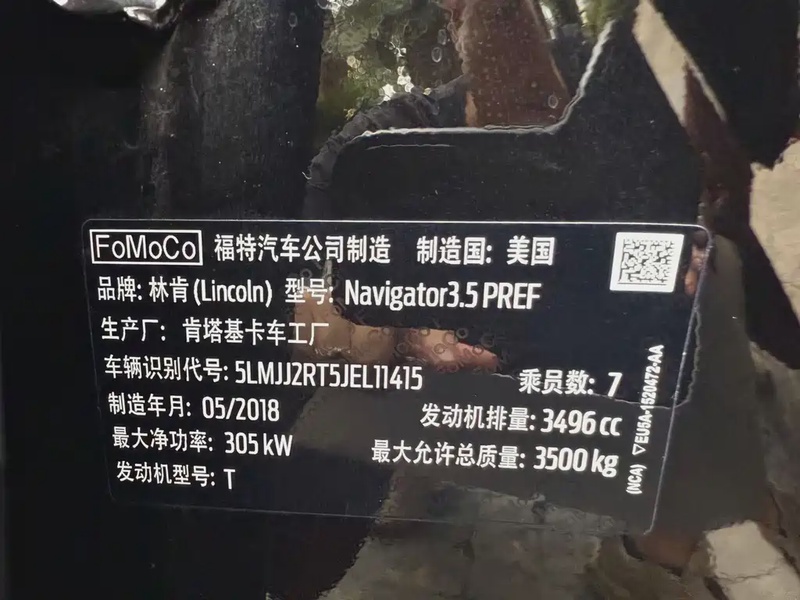 FoMoCo 福特汽车公司制造 制造国: 美国
品牌: 林肯(Lincoln) 型号: Navigator3.5 PREF
生产厂: 肯塔基卡车工厂
车辆识别代号: 5LMJJ2RT5JEL11415 乘员数: 7
制造年月: 05/2018 发动机排量: 3496 cc
最大净功率: 305 kW 最大允许总质量: 3500 kg
发动机型号: T
(NCA) ▽EU5A-1520472-AA